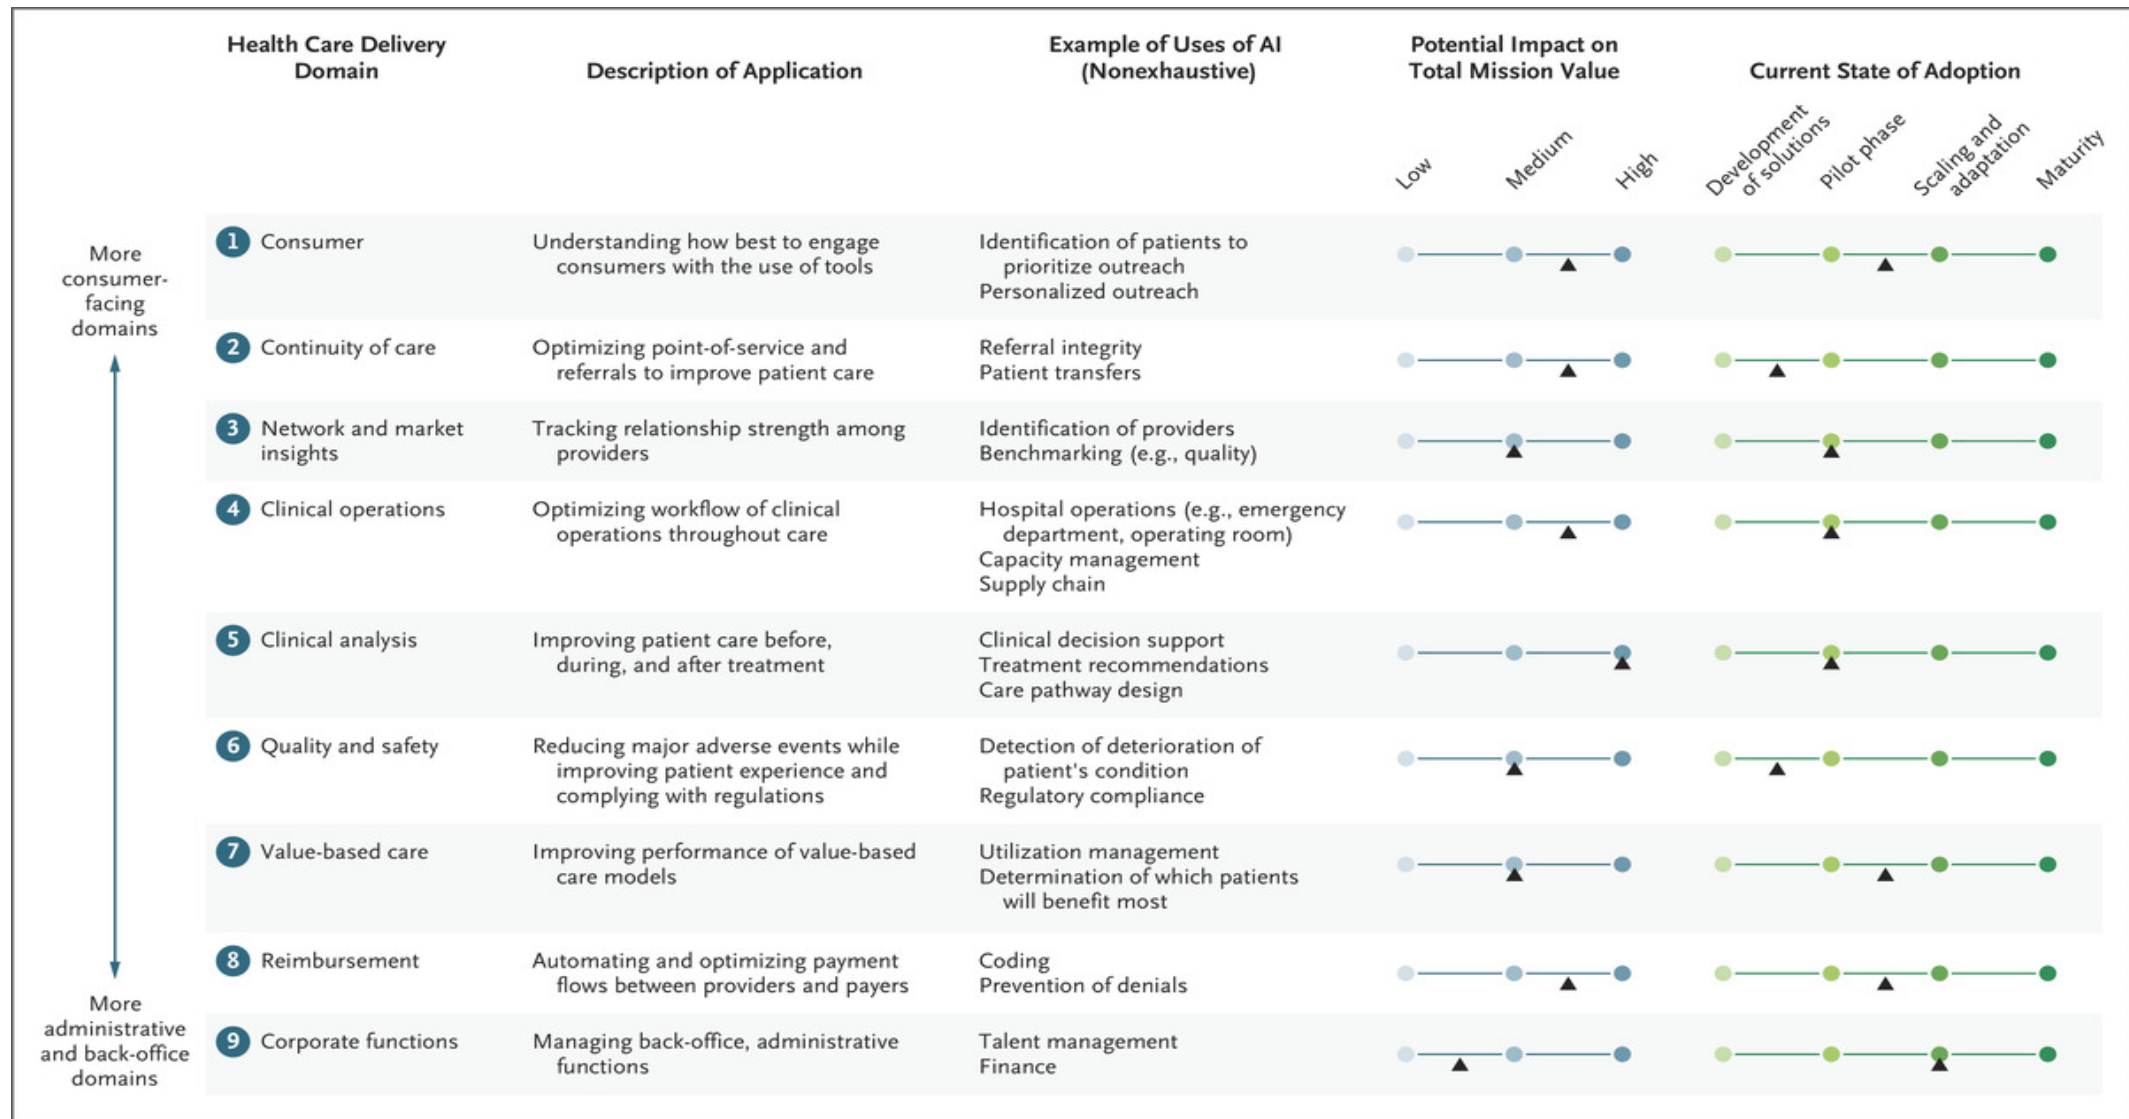 Health Care Delivery
Domain
Description of Application
Example of Uses of AI
(Nonexhaustive)
Potential Impact on
Total Mission Value
Current State of Adoption
Low
Medium
High
Development
of solutions
Pilot phase
Scaling and
adaptation
Maturity
More
consumer-
facing
domains
1 Consumer
Understanding how best to engage
consumers with the use of tools
Identification of patients to
prioritize outreach
Personalized outreach
2 Continuity of care
Optimizing point-of-service and
referrals to improve patient care
Referral integrity
Patient transfers
3 Network and market
insights
Tracking relationship strength among
providers
Identification of providers
Benchmarking (e.g., quality)
4 Clinical operations
Optimizing workflow of clinical
operations throughout care
Hospital operations (e.g., emergency
department, operating room)
Capacity management
Supply chain
5 Clinical analysis
Improving patient care before,
during, and after treatment
Clinical decision support
Treatment recommendations
Care pathway design
6 Quality and safety
Reducing major adverse events while
improving patient experience and
complying with regulations
Detection of deterioration of
patient's condition
Regulatory compliance
7 Value-based care
Improving performance of value-based
care models
Utilization management
Determination of which patients
will benefit most
8 Reimbursement
Automating and optimizing payment
flows between providers and payers
Coding
Prevention of denials
9 Corporate functions
Managing back-office, administrative
functions
Talent management
Finance
More
administrative
and back-office
domains